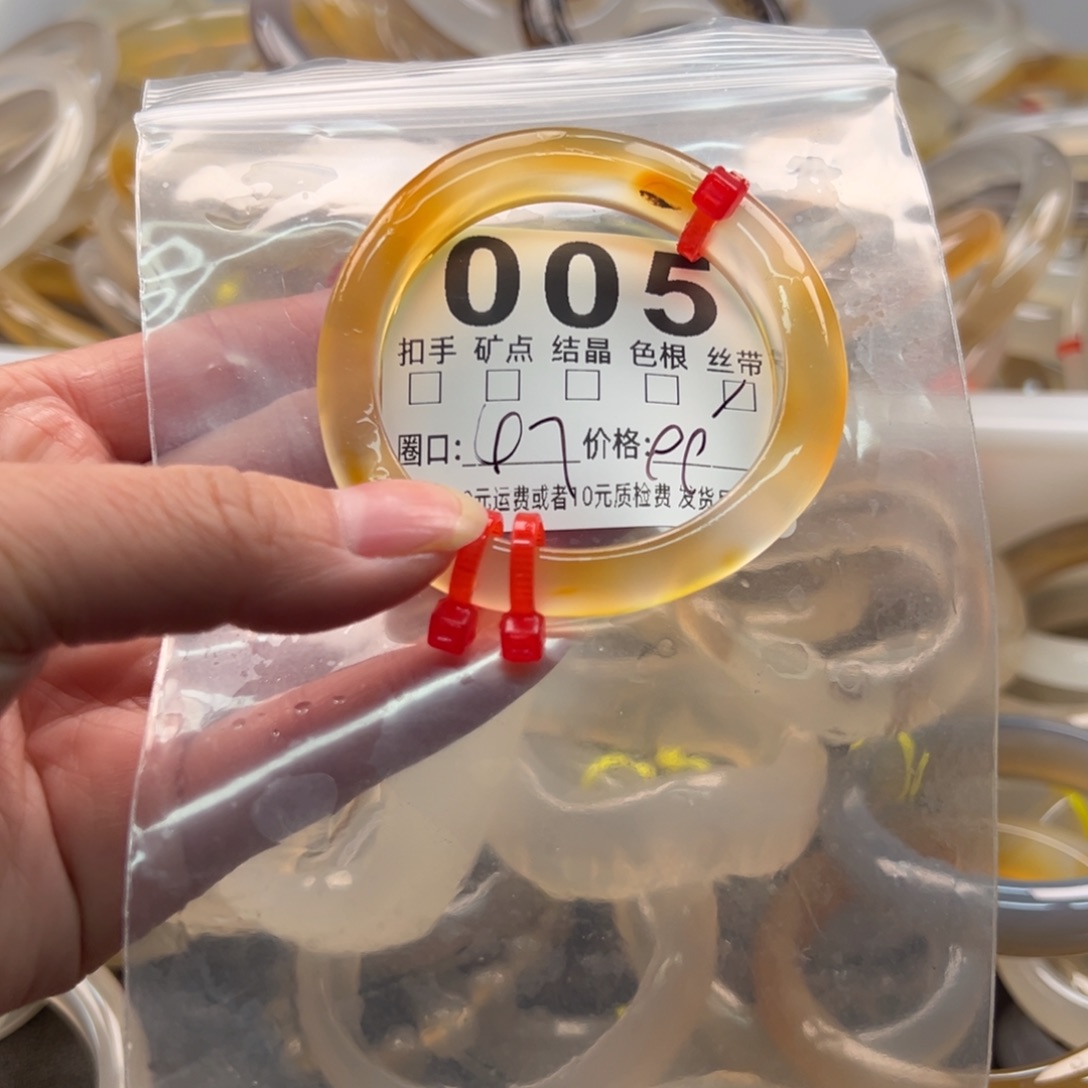 005
扣手 矿点 结晶 色根 丝带
圈口: 价格:
元运费或者10元质检费 发货